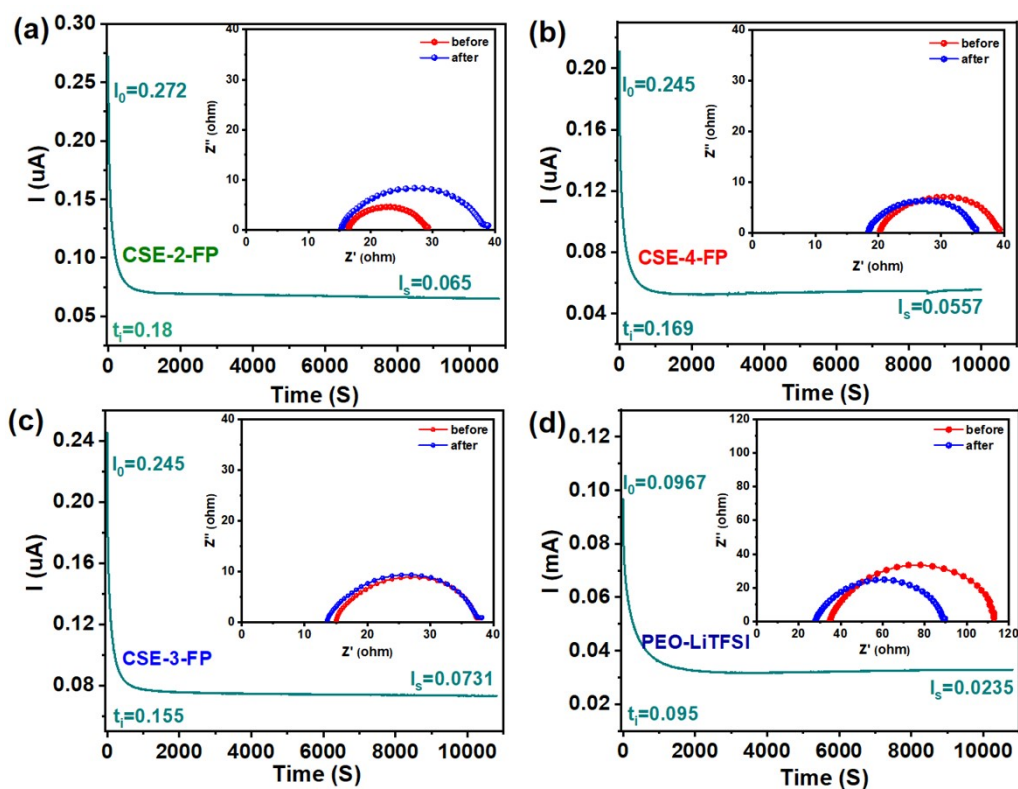 (a)
0.30
0.25
0.20
0.15
0.10
0.05
I (uA)
I₀=0.272
CSE-2-FP
Iₛ=0.065
tᵢ=0.18
0 2000 4000 6000 8000 10000
Time (S)
before
after
40
30
20
10
0
Z'' (ohm)
0 10 20 30 40
Z' (ohm)
(b)
0.20
0.16
0.12
0.08
0.04
I (uA)
I₀=0.245
CSE-4-FP
Iₛ=0.0557
tᵢ=0.169
0 2000 4000 6000 8000 10000
Time (S)
before
after
40
30
20
10
0
Z'' (ohm)
0 10 20 30 40
Z' (ohm)
(c)
0.24
0.20
0.16
0.12
0.08
I (uA)
I₀=0.245
CSE-3-FP
Iₛ=0.0731
tᵢ=0.155
0 2000 4000 6000 8000 10000
Time (S)
before
after
40
30
20
10
0
Z'' (ohm)
0 10 20 30 40
Z' (ohm)
(d)
0.12
0.10
0.08
0.06
0.04
0.02
I (mA)
I₀=0.0967
PEO-LiTFSI
Iₛ=0.0235
tᵢ=0.095
0 2000 4000 6000 8000 10000
Time (S)
before
after
120
100
80
60
40
20
0
Z'' (ohm)
0 20 40 60 80 100 120
Z' (ohm)